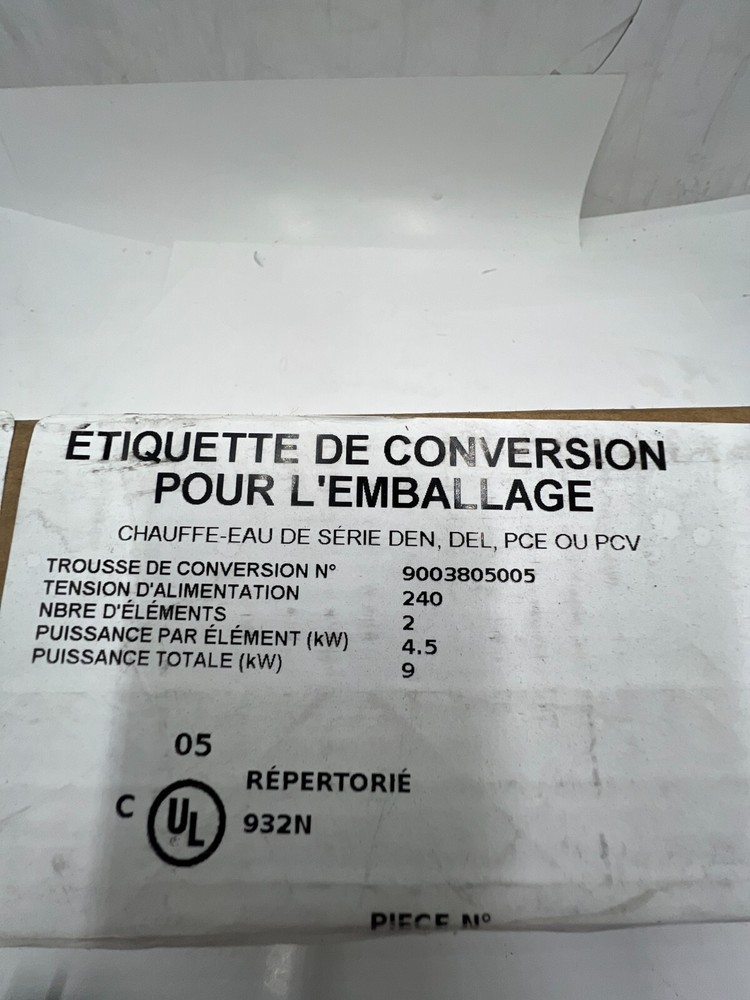 ÉTIQUETTE DE CONVERSION
POUR L'EMBALLAGE
CHAUFFE-EAU DE SÉRIE DEN, DEL, PCE OU PCV
TROUSSE DE CONVERSION N° 9003805005
TENSION D'ALIMENTATION 240
NBRE D'ÉLÉMENTS 2
PUISSANCE PAR ÉLÉMENT (kW) 4.5
PUISSANCE TOTALE (kW) 9
05
RÉPERTORIÉ
C UL 932N
PIECE N°